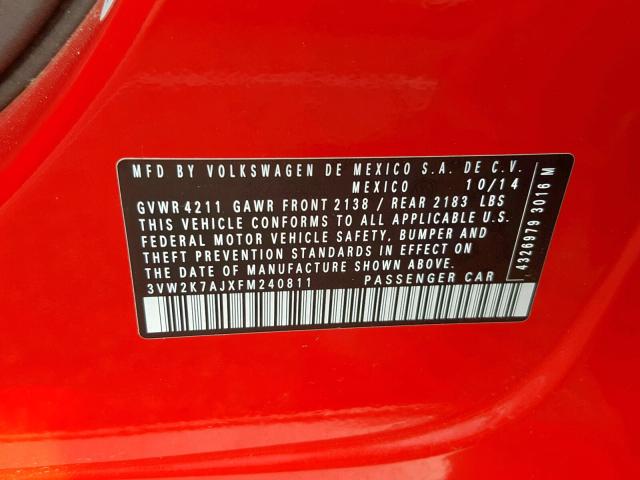 MFD BY VOLKSWAGEN DE MEXICO S.A. DE C.V.
MEXICO 10/14
GVWR 4211 GAWR FRONT 2138 / REAR 2183 LBS
THIS VEHICLE CONFORMS TO ALL APPLICABLE U.S.
FEDERAL MOTOR VEHICLE SAFETY, BUMPER AND
THEFT PREVENTION STANDARDS IN EFFECT ON
THE DATE OF MANUFACTURE SHOWN ABOVE.
3VW2K7AJXFM240811 PASSENGER CAR
4326979 3016 M